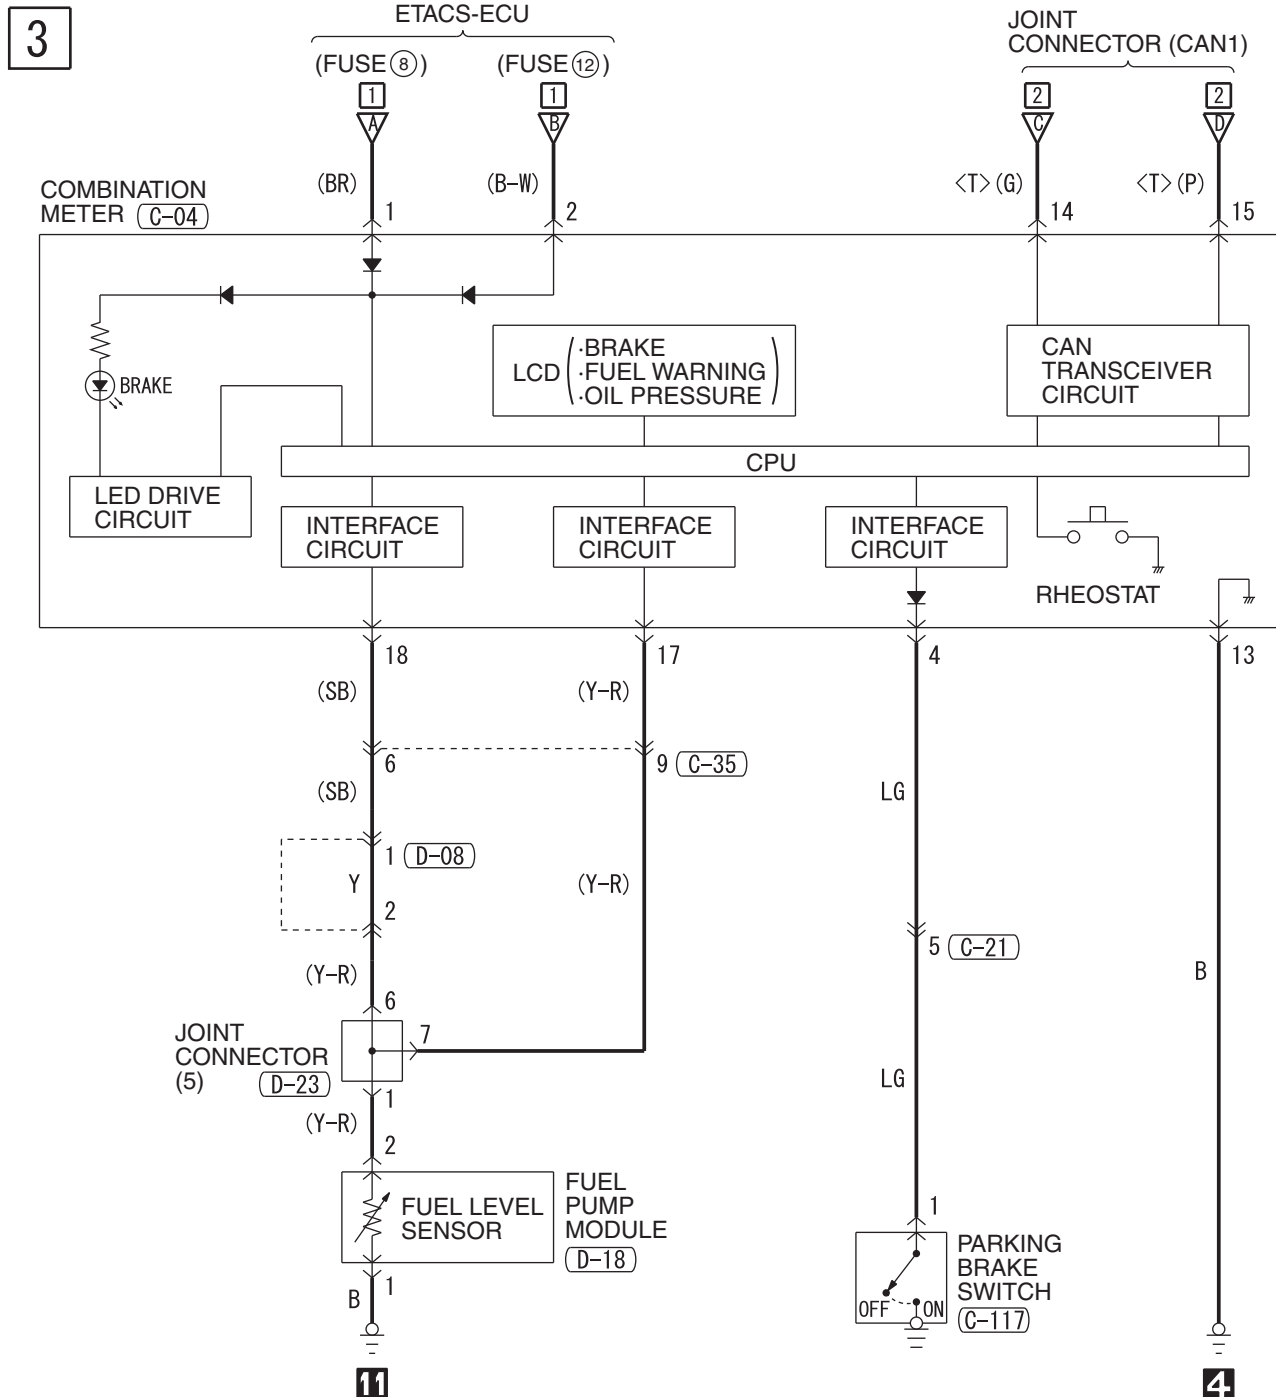 3
ETACS-ECU
JOINT
CONNECTOR (CAN1)
(FUSE 8)
(FUSE 12)
1
1
2
2
A
B
C
D
(BR)
(B-W)
<T>(G)
<T>(P)
COMBINATION
METER C-04
1
2
14
15
BRAKE
LCD
·BRAKE
·FUEL WARNING
·OIL PRESSURE
CAN
TRANSCEIVER
CIRCUIT
CPU
LED DRIVE
CIRCUIT
INTERFACE
CIRCUIT
INTERFACE
CIRCUIT
INTERFACE
CIRCUIT
RHEOSTAT
18
17
4
13
(SB)
(Y-R)
6
9 C-35
(SB)
LG
1 D-08
Y
(Y-R)
2
5 C-21
(Y-R)
B
6
JOINT
CONNECTOR
(5) D-23
7
LG
1
(Y-R)
2
FUEL LEVEL
SENSOR
FUEL
PUMP
MODULE
D-18
1
PARKING
BRAKE
SWITCH
C-117
OFF
ON
1
B
11
4